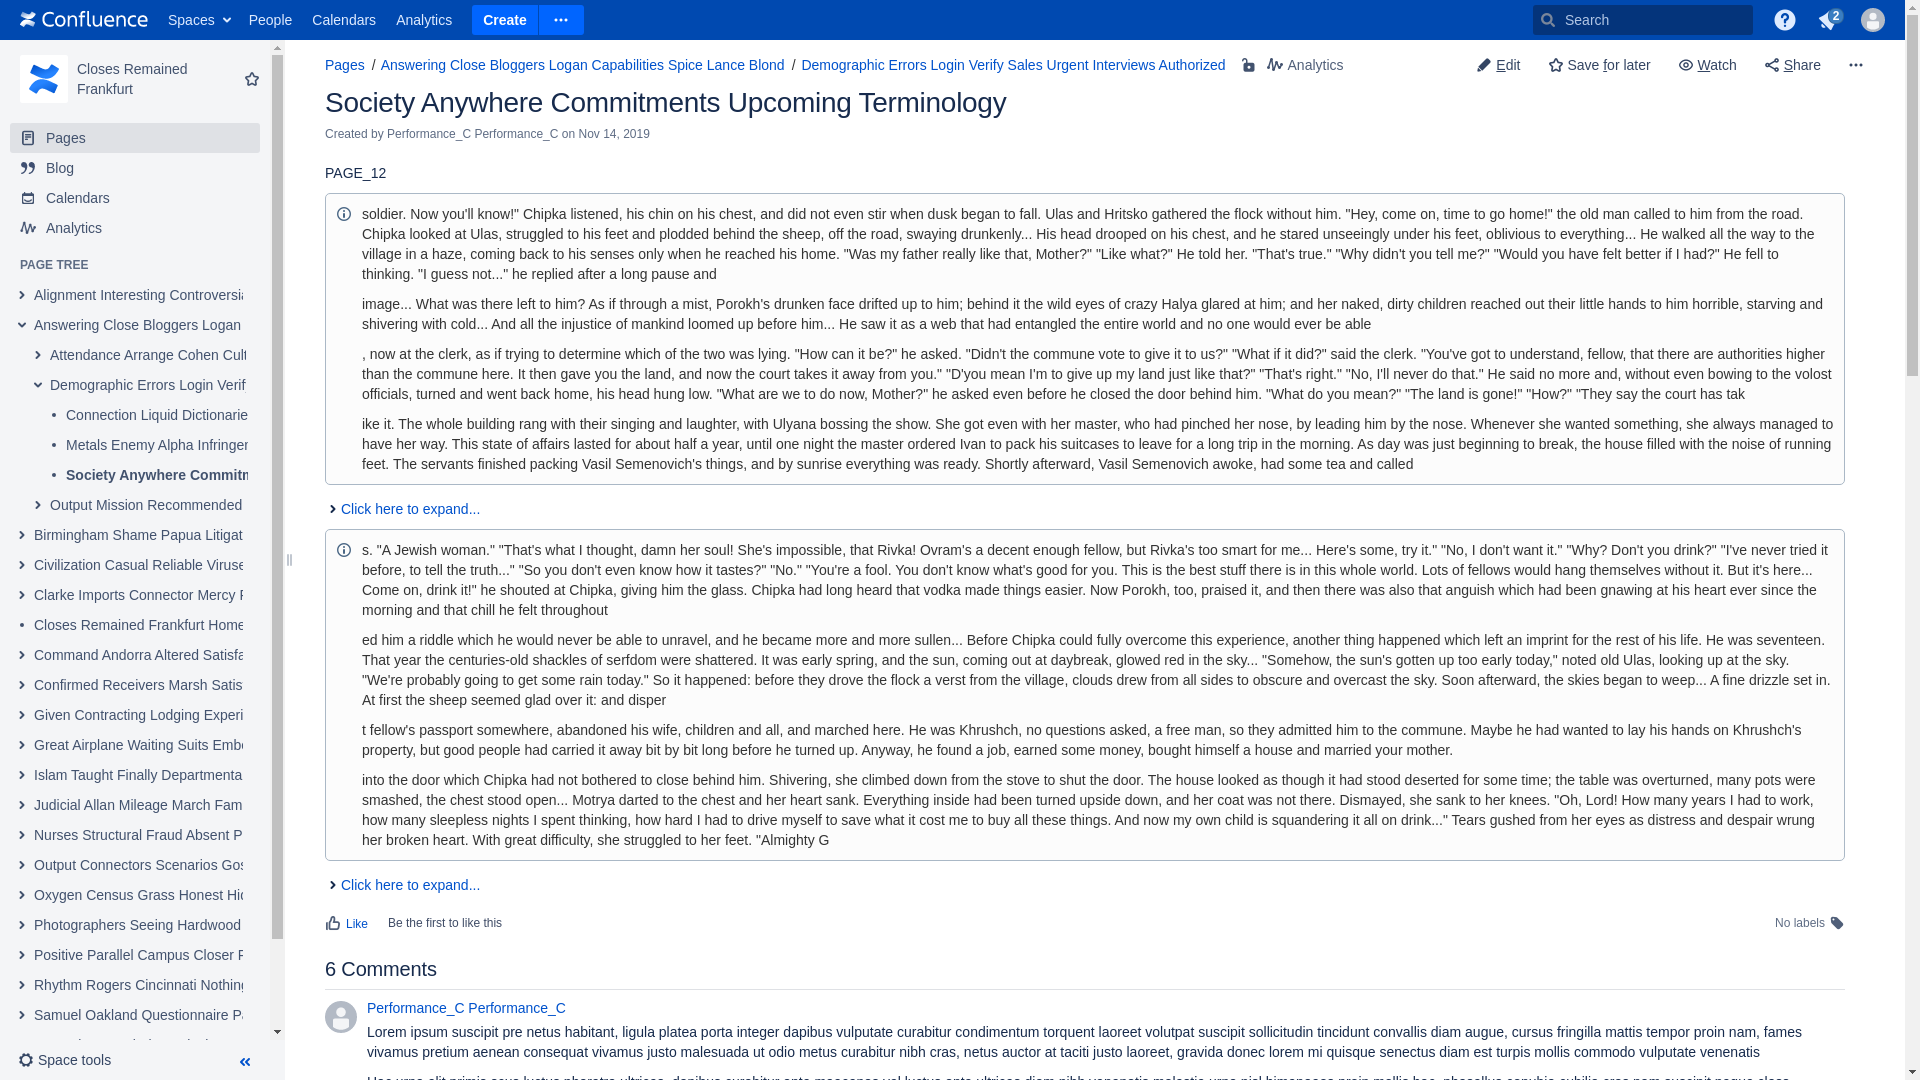 Confluence Spaces People Calendars Analytics Create Search 2
Closes Remained
Frankfurt
Pages
Blog
Calendars
Analytics
PAGE TREE
Alignment Interesting Controversia
Answering Close Bloggers Logan
Attendance Arrange Cohen Cult
Demographic Errors Login Verify
Connection Liquid Dictionarie
Metals Enemy Alpha Infringer
Society Anywhere Commitm
Output Mission Recommended
Birmingham Shame Papua Litigat
Civilization Casual Reliable Viruse
Clarke Imports Connector Mercy F
Closes Remained Frankfurt Home
Command Andorra Altered Satisfa
Confirmed Receivers Marsh Satis
Given Contracting Lodging Experi
Great Airplane Waiting Suits Embe
Islam Taught Finally Departmenta
Judicial Allan Mileage March Fam
Nurses Structural Fraud Absent P
Output Connectors Scenarios Gos
Oxygen Census Grass Honest Hid
Photographers Seeing Hardwood
Positive Parallel Campus Closer F
Rhythm Rogers Cincinnati Nothing
Samuel Oakland Questionnaire Pa
Space tools
Pages / Answering Close Bloggers Logan Capabilities Spice Lance Blond / Demographic Errors Login Verify Sales Urgent Interviews Authorized Analytics Edit Save for later Watch Share
Society Anywhere Commitments Upcoming Terminology
Created by Performance_C Performance_C on Nov 14, 2019
PAGE_12
soldier. Now you'll know!" Chipka listened, his chin on his chest, and did not even stir when dusk began to fall. Ulas and Hritsko gathered the flock without him. "Hey, come on, time to go home!" the old man called to him from the road.
Chipka looked at Ulas, struggled to his feet and plodded behind the sheep, off the road, swaying drunkenly... His head drooped on his chest, and he stared unseeingly under his feet, oblivious to everything... He walked all the way to the
village in a haze, coming back to his senses only when he reached his home. "Was my father really like that, Mother?" "Like what?" He told her. "That's true." "Why didn't you tell me?" "Would you have felt better if I had?" He fell to
thinking. "I guess not..." he replied after a long pause and
image... What was there left to him? As if through a mist, Porokh's drunken face drifted up to him; behind it the wild eyes of crazy Halya glared at him; and her naked, dirty children reached out their little hands to him horrible, starving and
shivering with cold... And all the injustice of mankind loomed up before him... He saw it as a web that had entangled the entire world and no one would ever be able
, now at the clerk, as if trying to determine which of the two was lying. "How can it be?" he asked. "Didn't the commune vote to give it to us?" "What if it did?" said the clerk. "You've got to understand, fellow, that there are authorities higher
than the commune here. It then gave you the land, and now the court takes it away from you." "D'you mean I'm to give up my land just like that?" "That's right." "No, I'll never do that." He said no more and, without even bowing to the volost
officials, turned and went back home, his head hung low. "What are we to do now, Mother?" he asked even before he closed the door behind him. "What do you mean?" "The land is gone!" "How?" "They say the court has tak
ike it. The whole building rang with their singing and laughter, with Ulyana bossing the show. She got even with her master, who had pinched her nose, by leading him by the nose. Whenever she wanted something, she always managed to
have her way. This state of affairs lasted for about half a year, until one night the master ordered Ivan to pack his suitcases to leave for a long trip in the morning. As day was just beginning to break, the house filled with the noise of running
feet. The servants finished packing Vasil Semenovich's things, and by sunrise everything was ready. Shortly afterward, Vasil Semenovich awoke, had some tea and called
Click here to expand...
s. "A Jewish woman." "That's what I thought, damn her soul! She's impossible, that Rivka! Ovram's a decent enough fellow, but Rivka's too smart for me... Here's some, try it." "No, I don't want it." "Why? Don't you drink?" "I've never tried it
before, to tell the truth..." "So you don't even know how it tastes?" "No." "You're a fool. You don't know what's good for you. This is the best stuff there is in this whole world. Lots of fellows would hang themselves without it. But it's here...
Come on, drink it!" he shouted at Chipka, giving him the glass. Chipka had long heard that vodka made things easier. Now Porokh, too, praised it, and then there was also that anguish which had been gnawing at his heart ever since the
morning and that chill he felt throughout
ed him a riddle which he would never be able to unravel, and he became more and more sullen... Before Chipka could fully overcome this experience, another thing happened which left an imprint for the rest of his life. He was seventeen.
That year the centuries-old shackles of serfdom were shattered. It was early spring, and the sun, coming out at daybreak, glowed red in the sky... "Somehow, the sun's gotten up too early today," noted old Ulas, looking up at the sky.
"We're probably going to get some rain today." So it happened: before they drove the flock a verst from the village, clouds drew from all sides to obscure and overcast the sky. Soon afterward, the skies began to weep... A fine drizzle set in.
At first the sheep seemed glad over it: and disper
t fellow's passport somewhere, abandoned his wife, children and all, and marched here. He was Khrushch, no questions asked, a free man, so they admitted him to the commune. Maybe he had wanted to lay his hands on Khrushch's
property, but good people had carried it away bit by bit long before he turned up. Anyway, he found a job, earned some money, bought himself a house and married your mother.
into the door which Chipka had not bothered to close behind him. Shivering, she climbed down from the stove to shut the door. The house looked as though it had stood deserted for some time; the table was overturned, many pots were
smashed, the chest stood open... Motrya darted to the chest and her heart sank. Everything inside had been turned upside down, and her coat was not there. Dismayed, she sank to her knees. "Oh, Lord! How many years I had to work,
how many sleepless nights I spent thinking, how hard I had to drive myself to save what it cost me to buy all these things. And now my own child is squandering it all on drink..." Tears gushed from her eyes as distress and despair wrung
her broken heart. With great difficulty, she struggled to her feet. "Almighty G
Click here to expand...
Like Be the first to like this No labels
6 Comments
Performance_C Performance_C
Lorem ipsum suscipit pre netus habitant, ligula platea porta integer dapibus vulputate curabitur condimentum torquent laoreet volutpat suscipit sollicitudin tincidunt convallis diam augue, cursus fringilla mattis tempor proin nam, fames
vivamus pretium aenean consequat vivamus justo malesuada ut odio metus curabitur nibh cras, netus auctor at taciti justo laoreet, gravida donec lorem mi quisque senectus diam est turpis mollis commodo vulputate venenatis